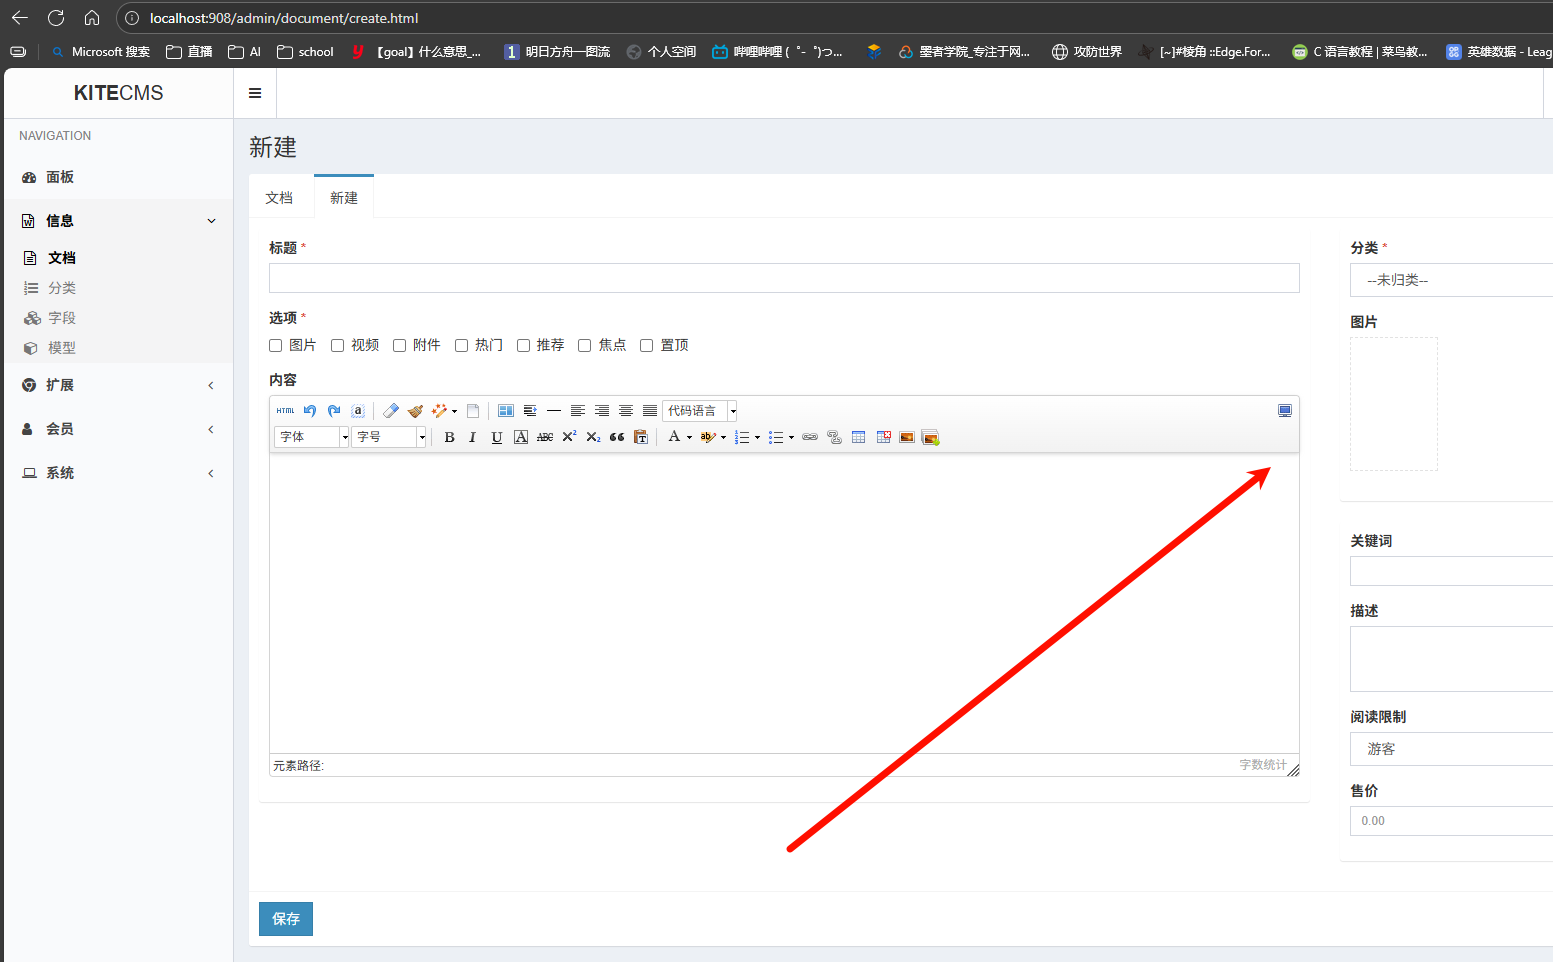 localhost:908/admin/document/create.html
Microsoft 搜索
直播
AI
school
【goal】什么意思_...
1 明日方舟一图流
个人空间
哔哩哔哩 ( ゜- ゜)つ...
墨者学院_专注于网...
攻防世界
[~]#棱角 ::Edge.For...
C 语言教程 | 菜鸟教...
英雄数据 - Leag
KITECMS
NAVIGATION
面板
信息
文档
分类
字段
模型
扩展
会员
系统
新建
文档
新建
标题 *
选项 *
图片 视频 附件 热门 推荐 焦点 置顶
内容
HTML
代码语言
字体
字号
B I U A ABC X² X₂
元素路径:
字数统计
保存
分类 *
--未归类--
图片
关键词
描述
阅读限制
游客
售价
0.00